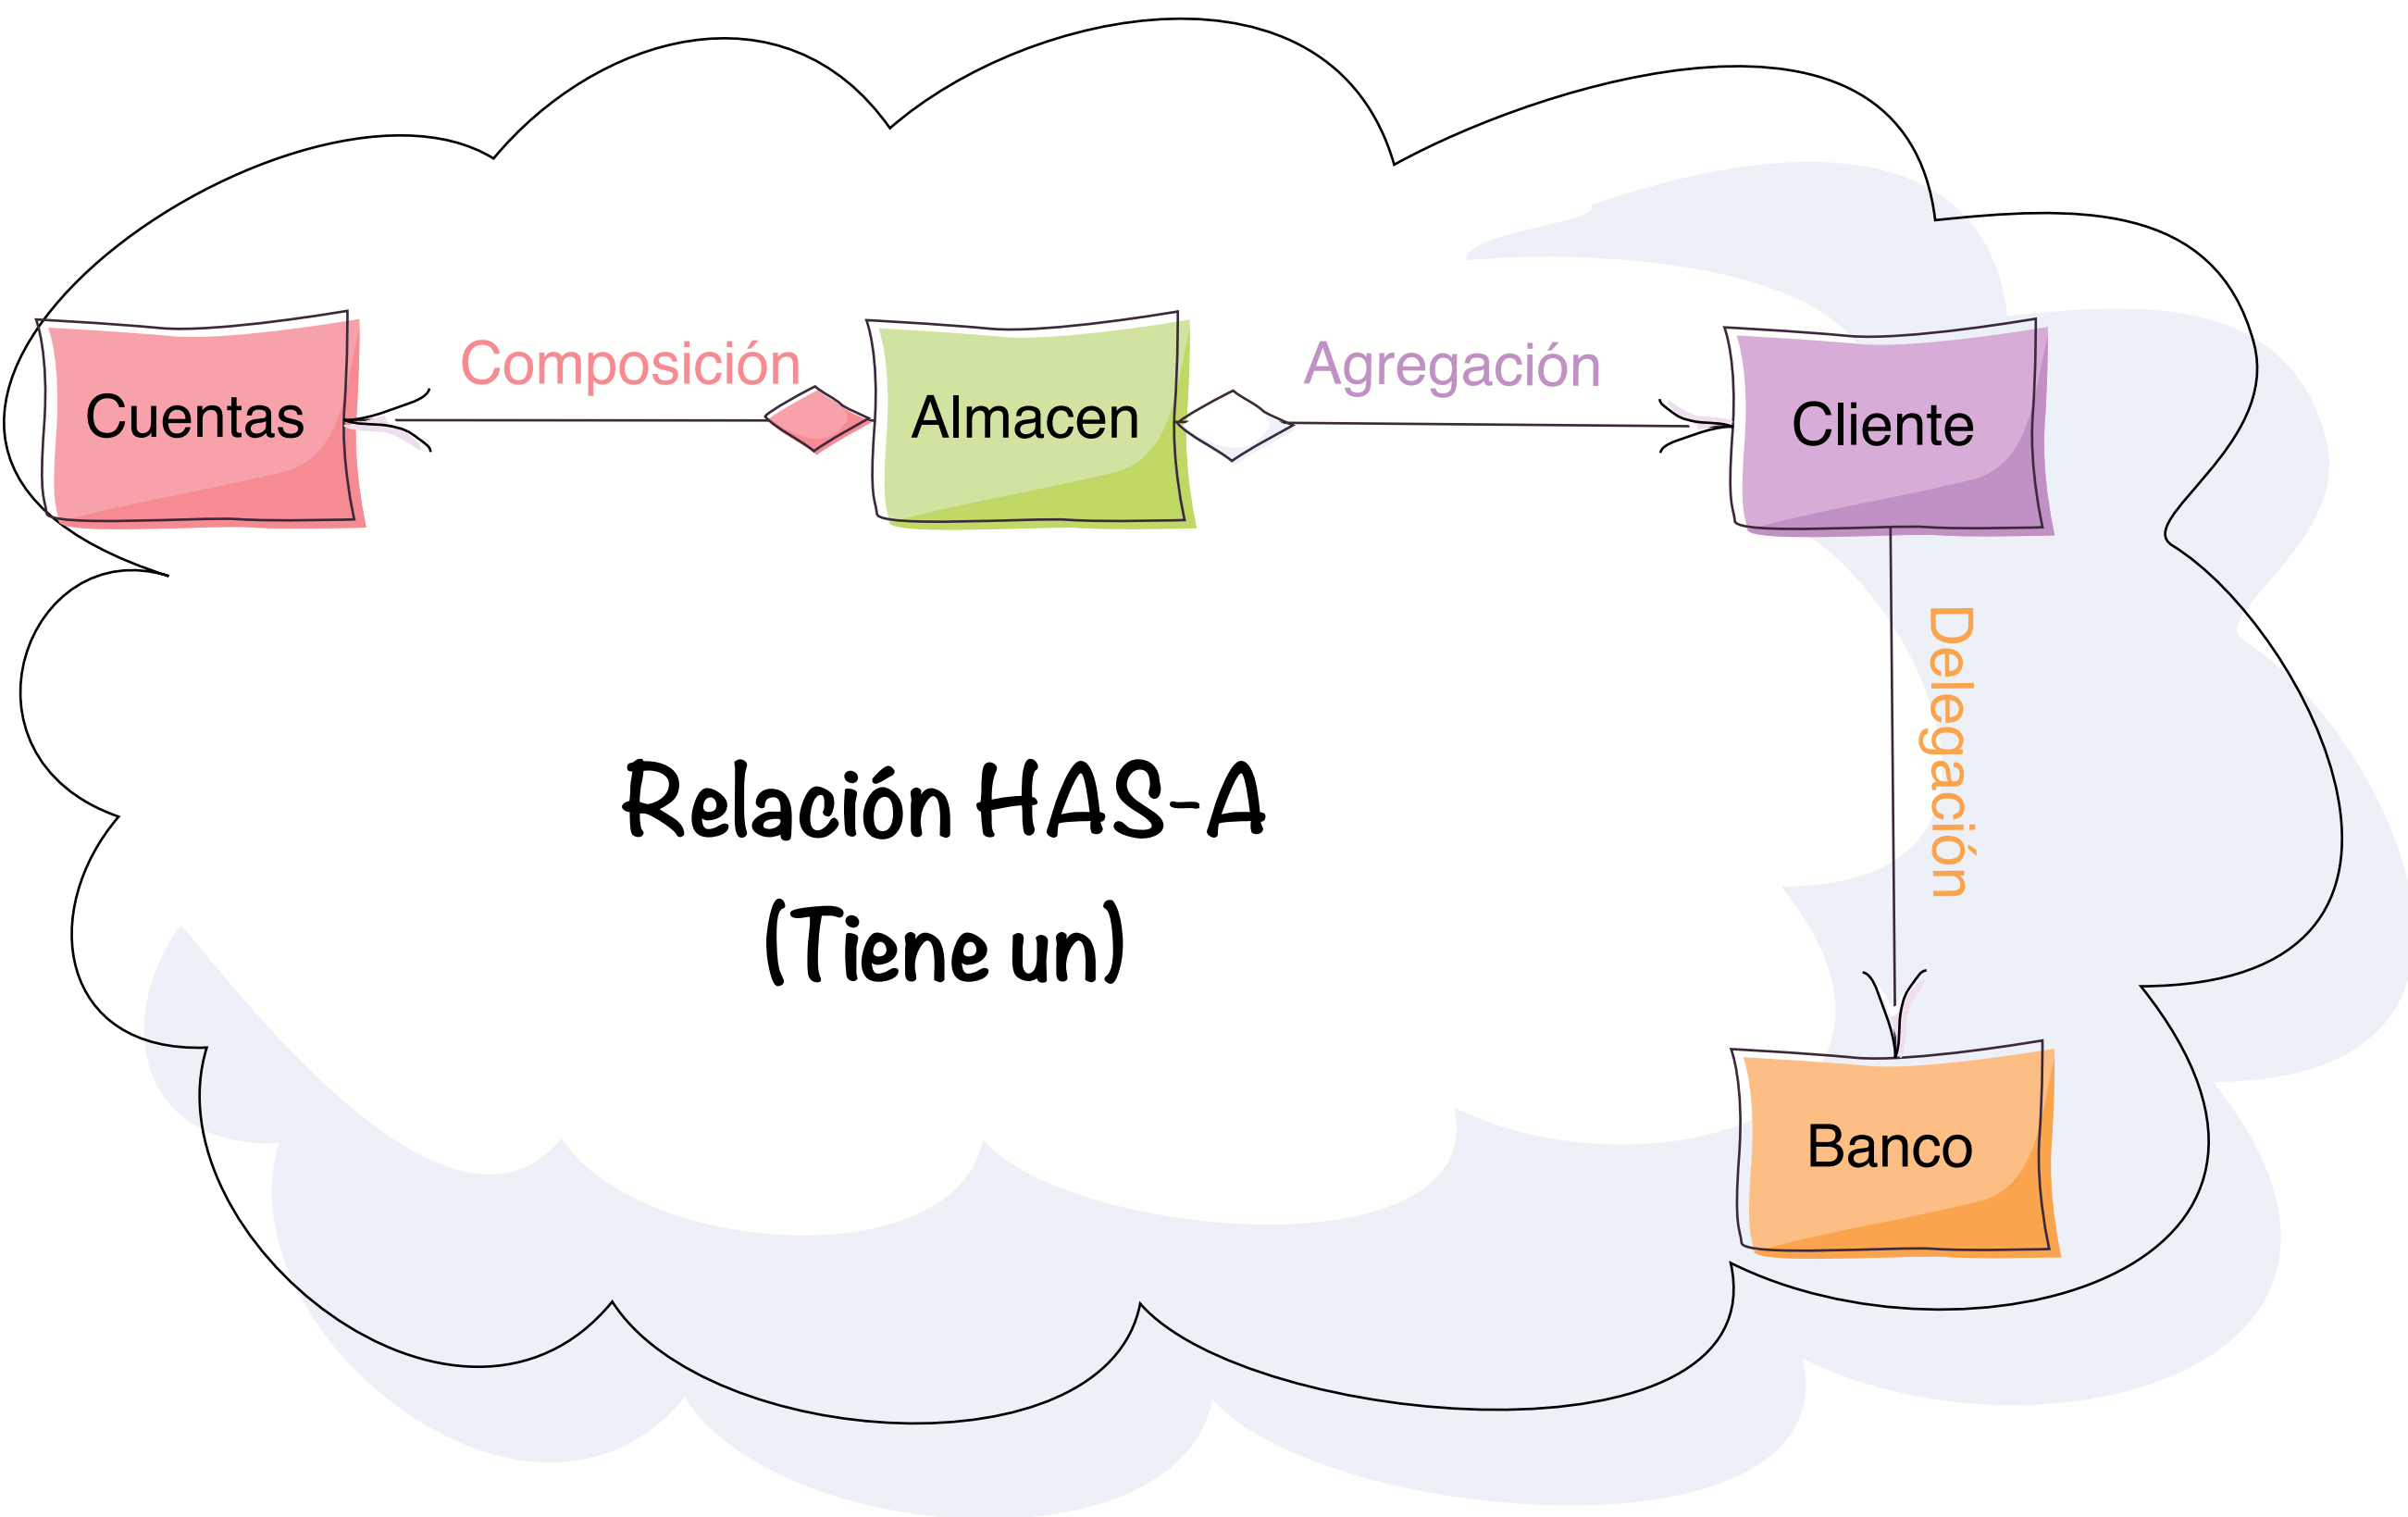 Composición
Agregación
Cuentas
Almacen
Cliente
Delegación
Relación HAS-A
(Tiene un)
Banco